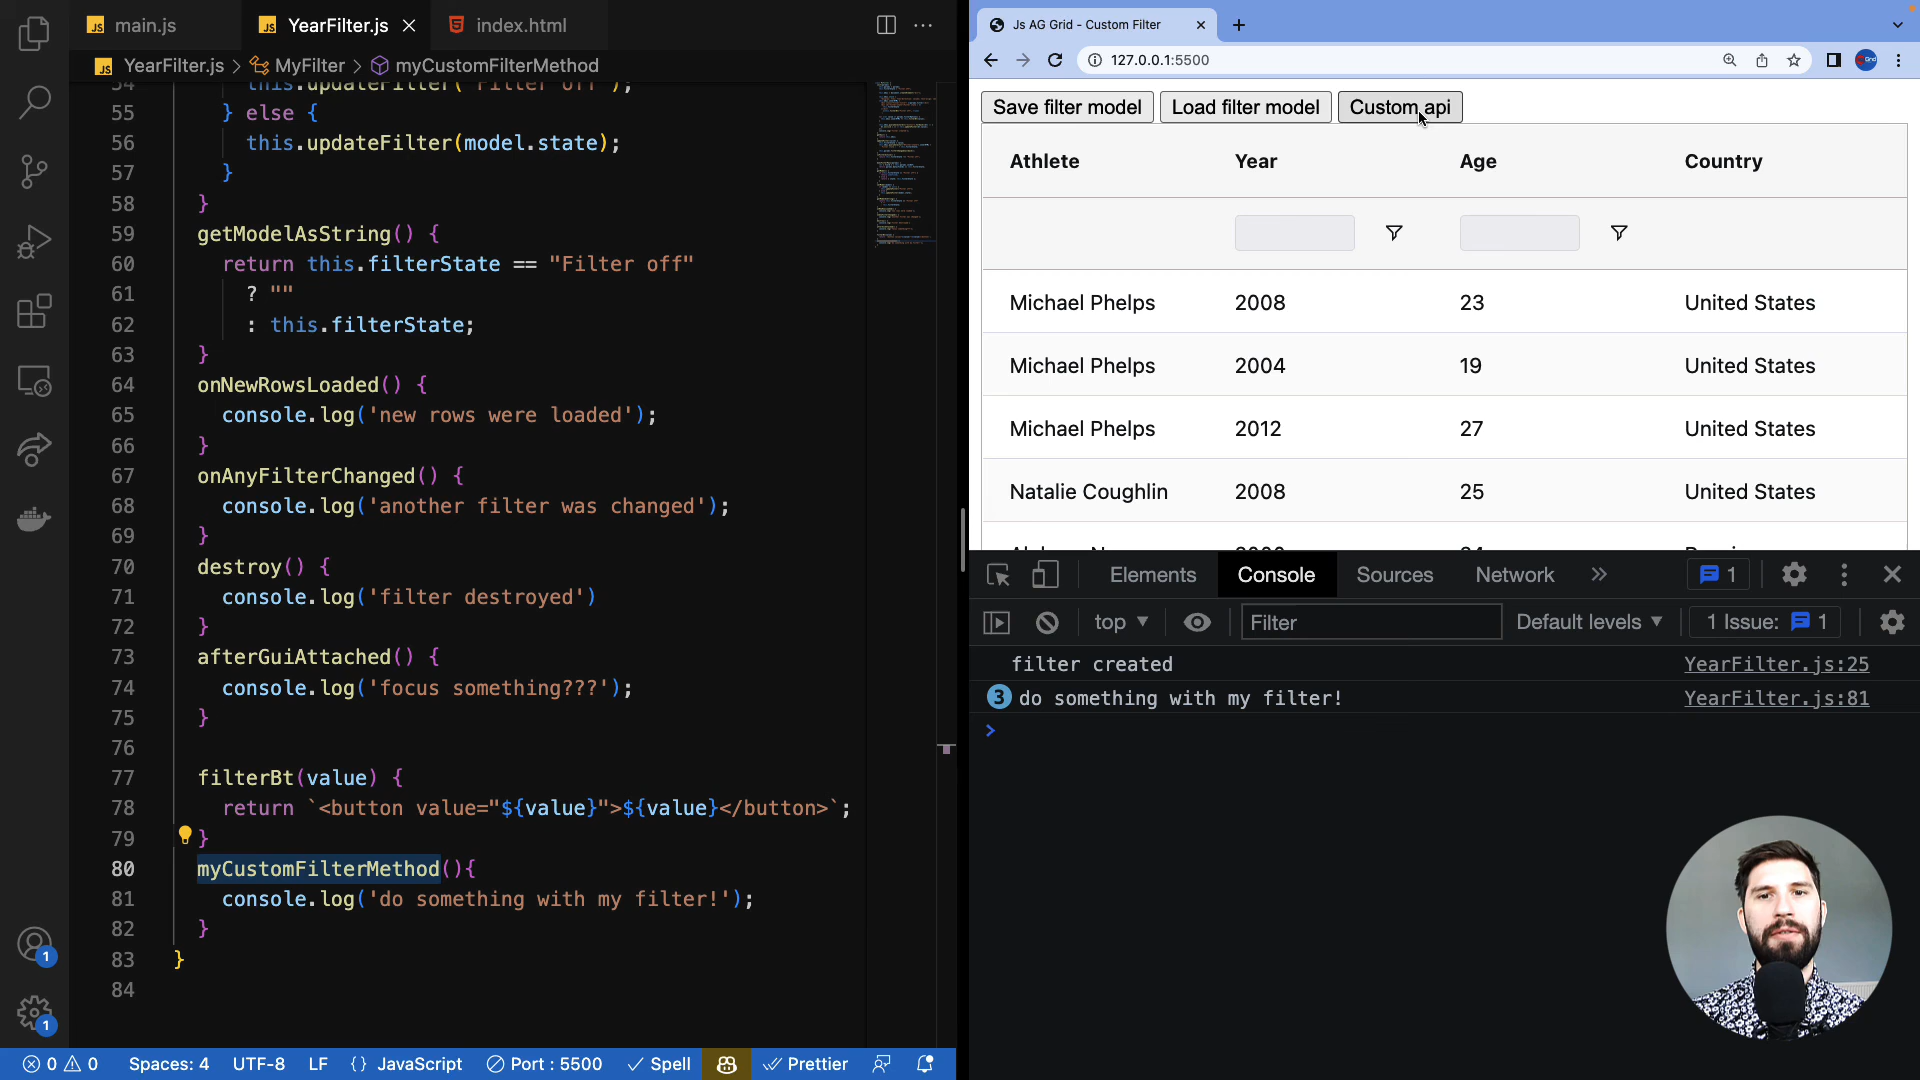 main.js
YearFilter.js
index.html
YearFilter.js > MyFilter > myCustomFilterMethod
54 this.updateFilter("Filter off");
55 } else {
56 this.updateFilter(model.state);
57 }
58 }
59 getModelAsString() {
60 return this.filterState == "Filter off"
61 ? ""
62 : this.filterState;
63 }
64 onNewRowsLoaded() {
65 console.log('new rows were loaded');
66 }
67 onAnyFilterChanged() {
68 console.log('another filter was changed');
69 }
70 destroy() {
71 console.log('filter destroyed')
72 }
73 afterGuiAttached() {
74 console.log('focus something???');
75 }
76
77 filterBt(value) {
78 return `<button value="${value}">${value}</button>`;
79 }
80 myCustomFilterMethod(){
81 console.log('do something with my filter!');
82 }
83 }
84
1
1
0 0 Spaces: 4 UTF-8 LF {} JavaScript Port : 5500 Spell Prettier
Js AG Grid - Custom Filter
127.0.0.1:5500
Save filter model Load filter model Custom api
Athlete Year Age Country
Michael Phelps 2008 23 United States
Michael Phelps 2004 19 United States
Michael Phelps 2012 27 United States
Natalie Coughlin 2008 25 United States
Elements Console Sources Network 1
top Filter Default levels 1 Issue: 1
filter created YearFilter.js:25
3 do something with my filter! YearFilter.js:81